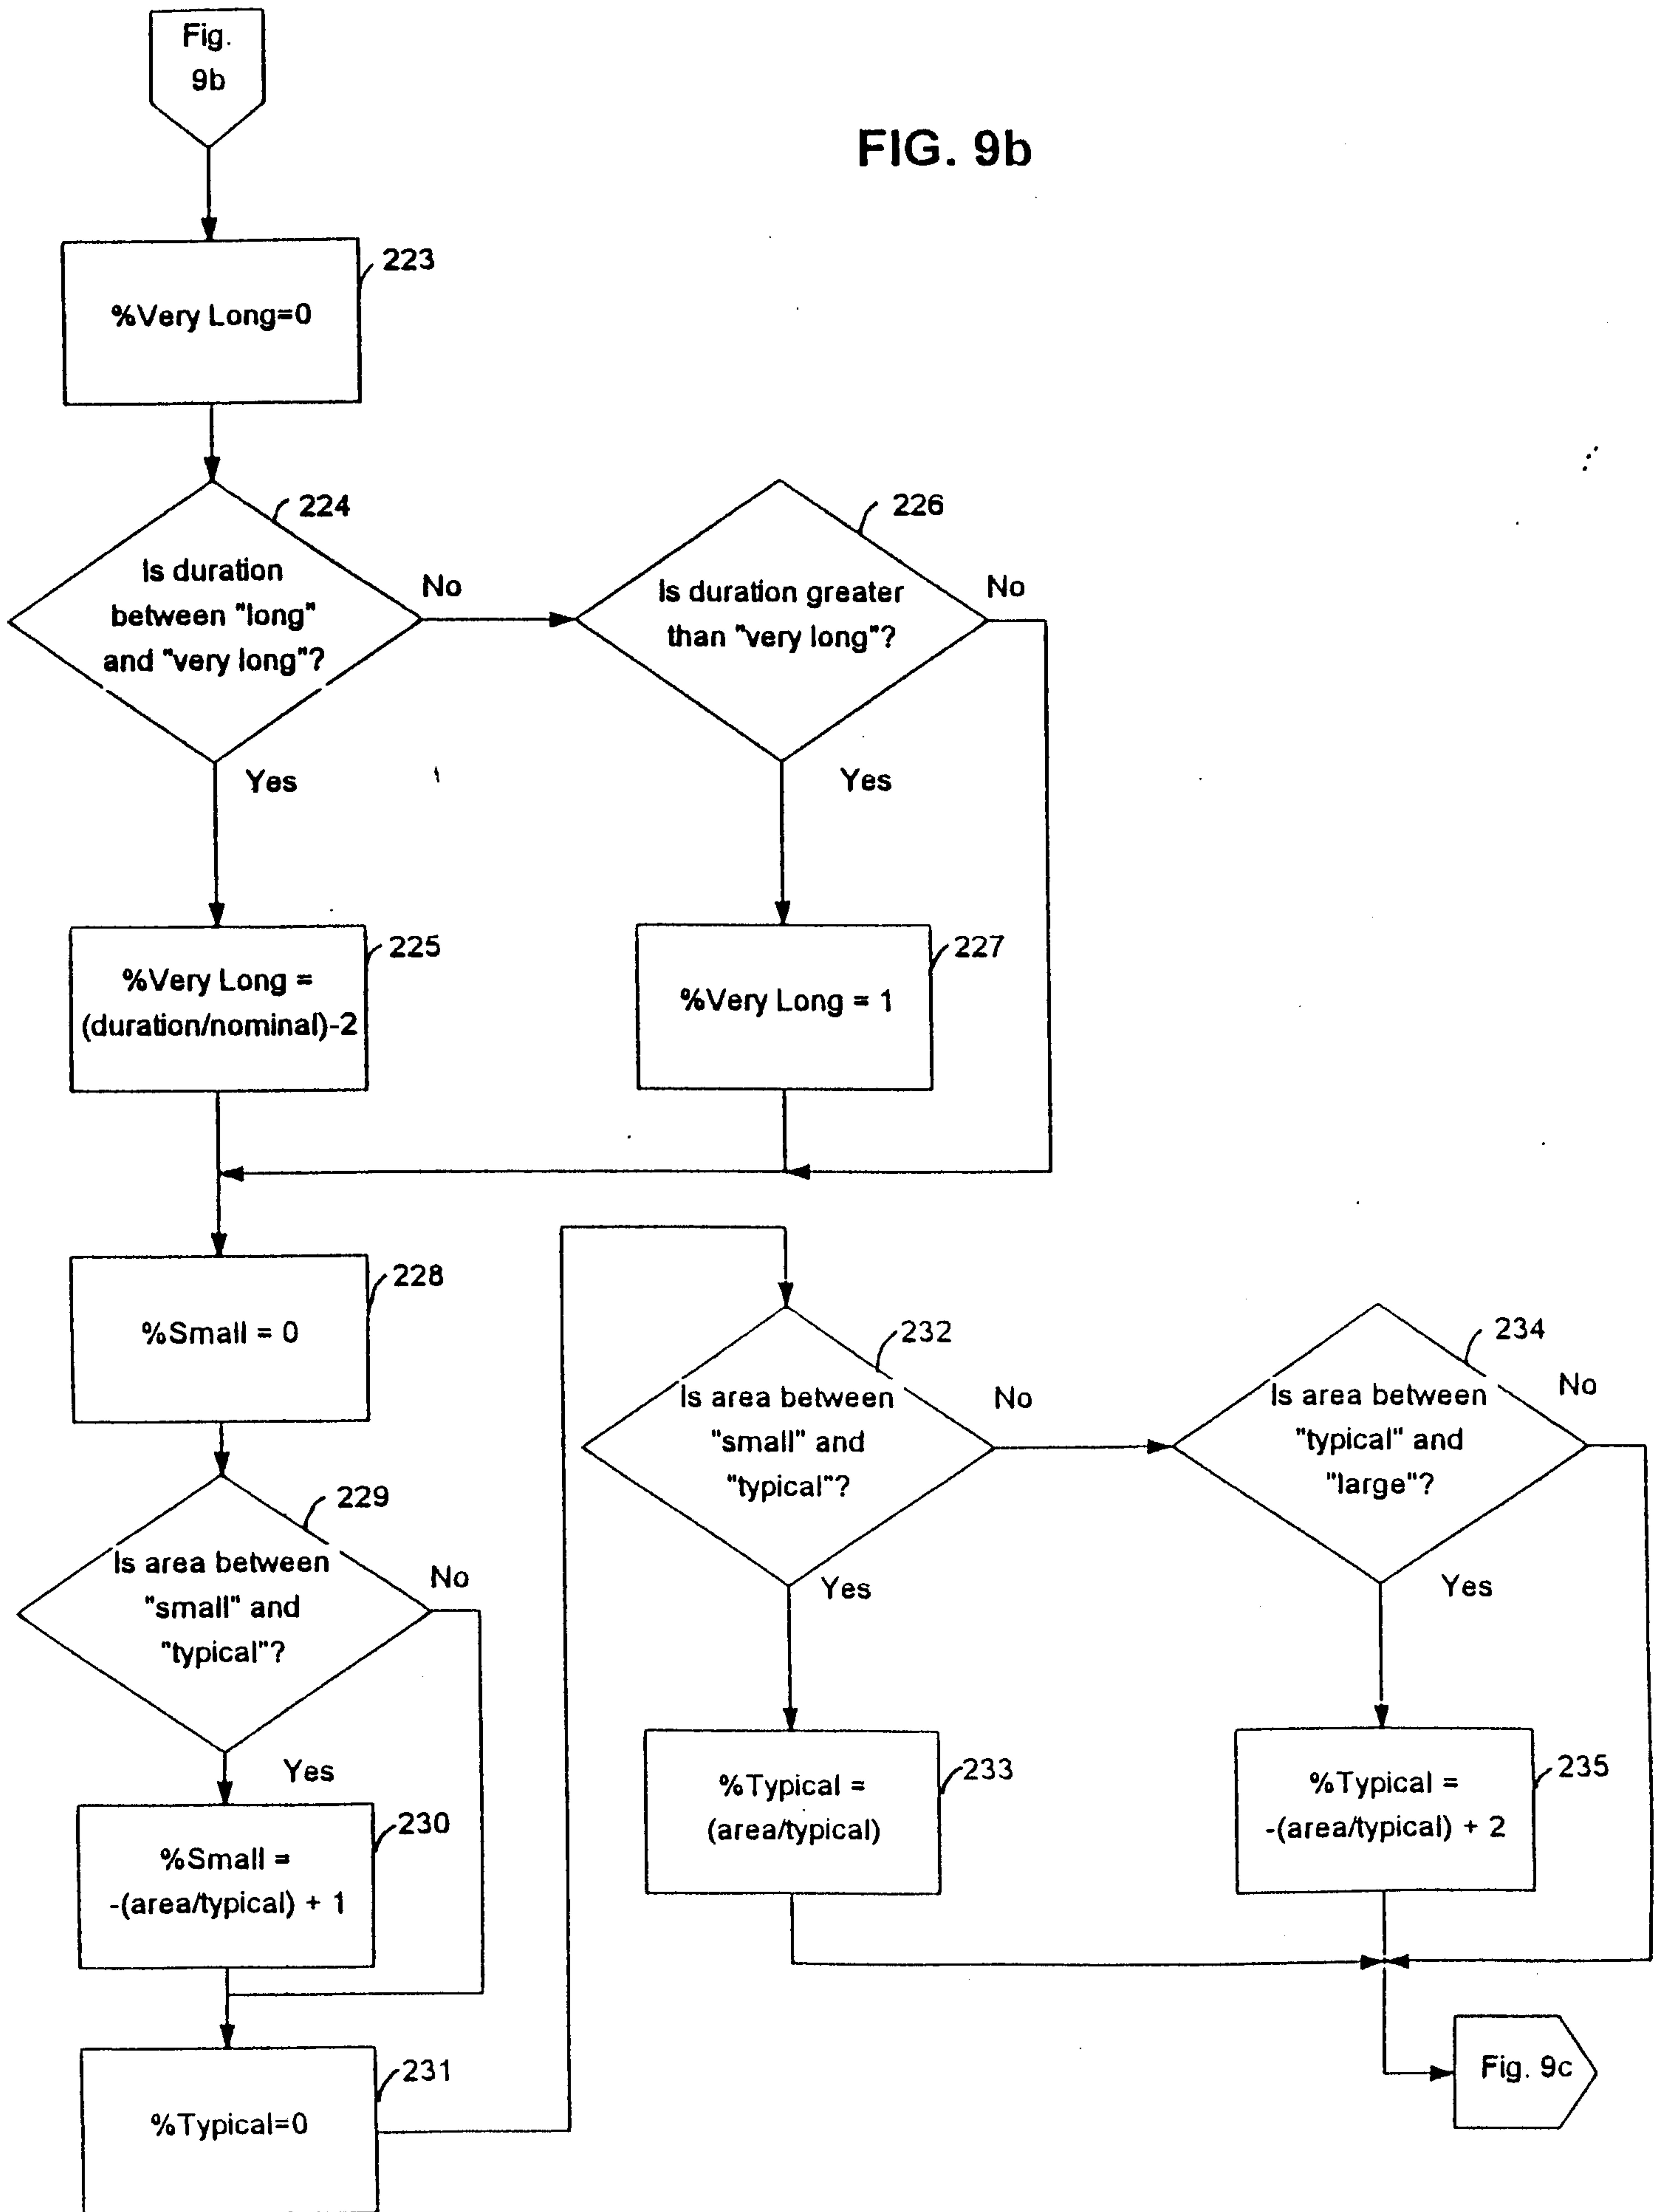 Fig.
9b
FIG. 9b
223
%Very Long=0
224
Is duration
between "long"
and "very long"?
No
Yes
226
Is duration greater
than "very long"?
No
Yes
225
%Very Long =
(duration/nominal)-2
227
%Very Long = 1
228
%Small = 0
229
Is area between
"small" and
"typical"?
No
Yes
230
%Small =
-(area/typical) + 1
231
%Typical=0
232
Is area between
"small" and
"typical"?
No
Yes
233
%Typical =
(area/typical)
234
Is area between
"typical" and
"large"?
No
Yes
235
%Typical =
-(area/typical) + 2
Fig. 9c